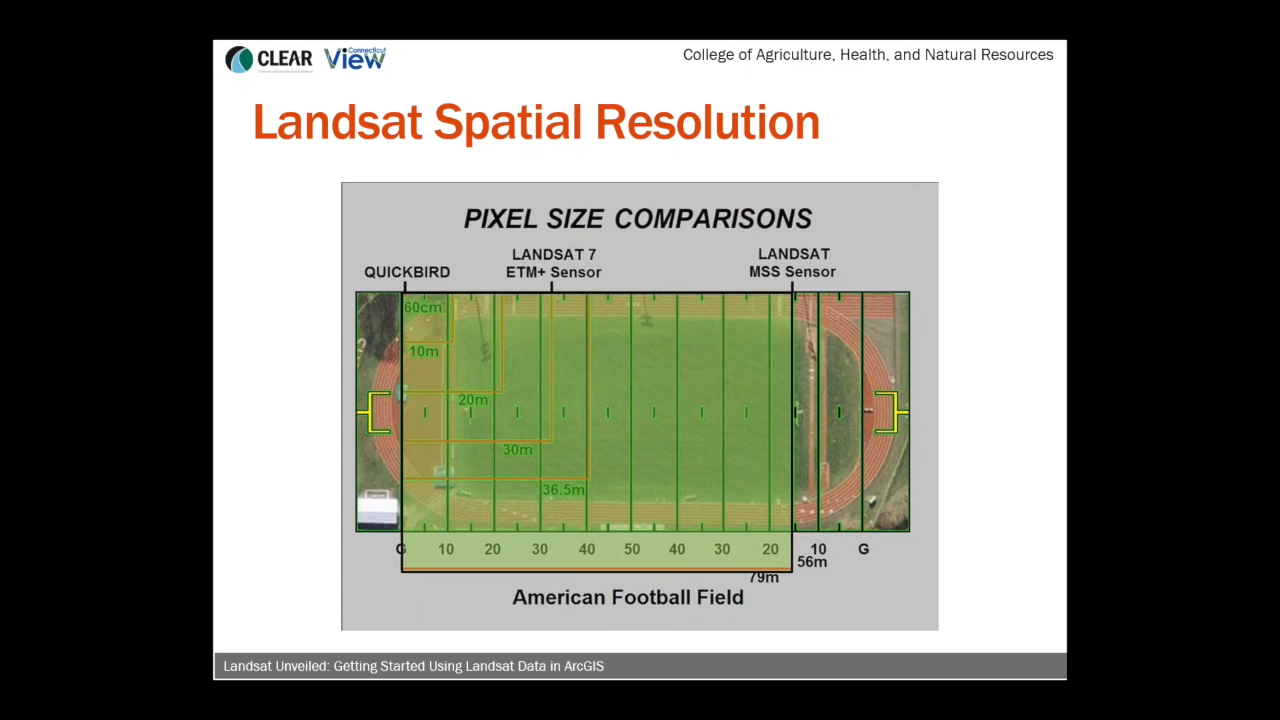 CLEAR
Connecticut
View
College of Agriculture, Health, and Natural Resources
Landsat Spatial Resolution
PIXEL SIZE COMPARISONS
QUICKBIRD
LANDSAT 7
ETM+ Sensor
LANDSAT
MSS Sensor
60cm
10m
20m
30m
36.5m
G 10 20 30 40 50 40 30 20 10 G
56m
79m
American Football Field
Landsat Unveiled: Getting Started Using Landsat Data in ArcGIS